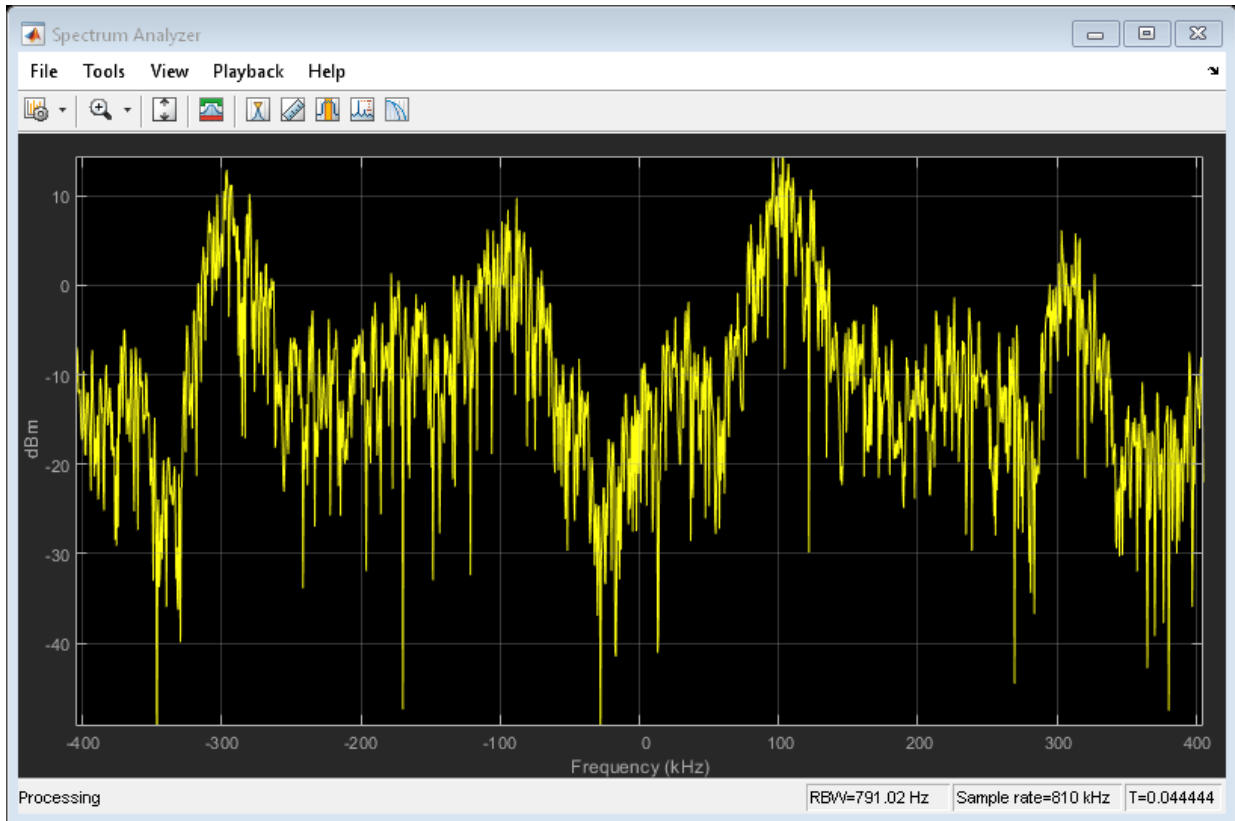 Spectrum Analyzer
File Tools View Playback Help
10
0
-10
-20
-30
-40
dBm
-400 -300 -200 -100 0 100 200 300 400
Frequency (kHz)
Processing RBW=791.02 Hz Sample rate=810 kHz T=0.044444